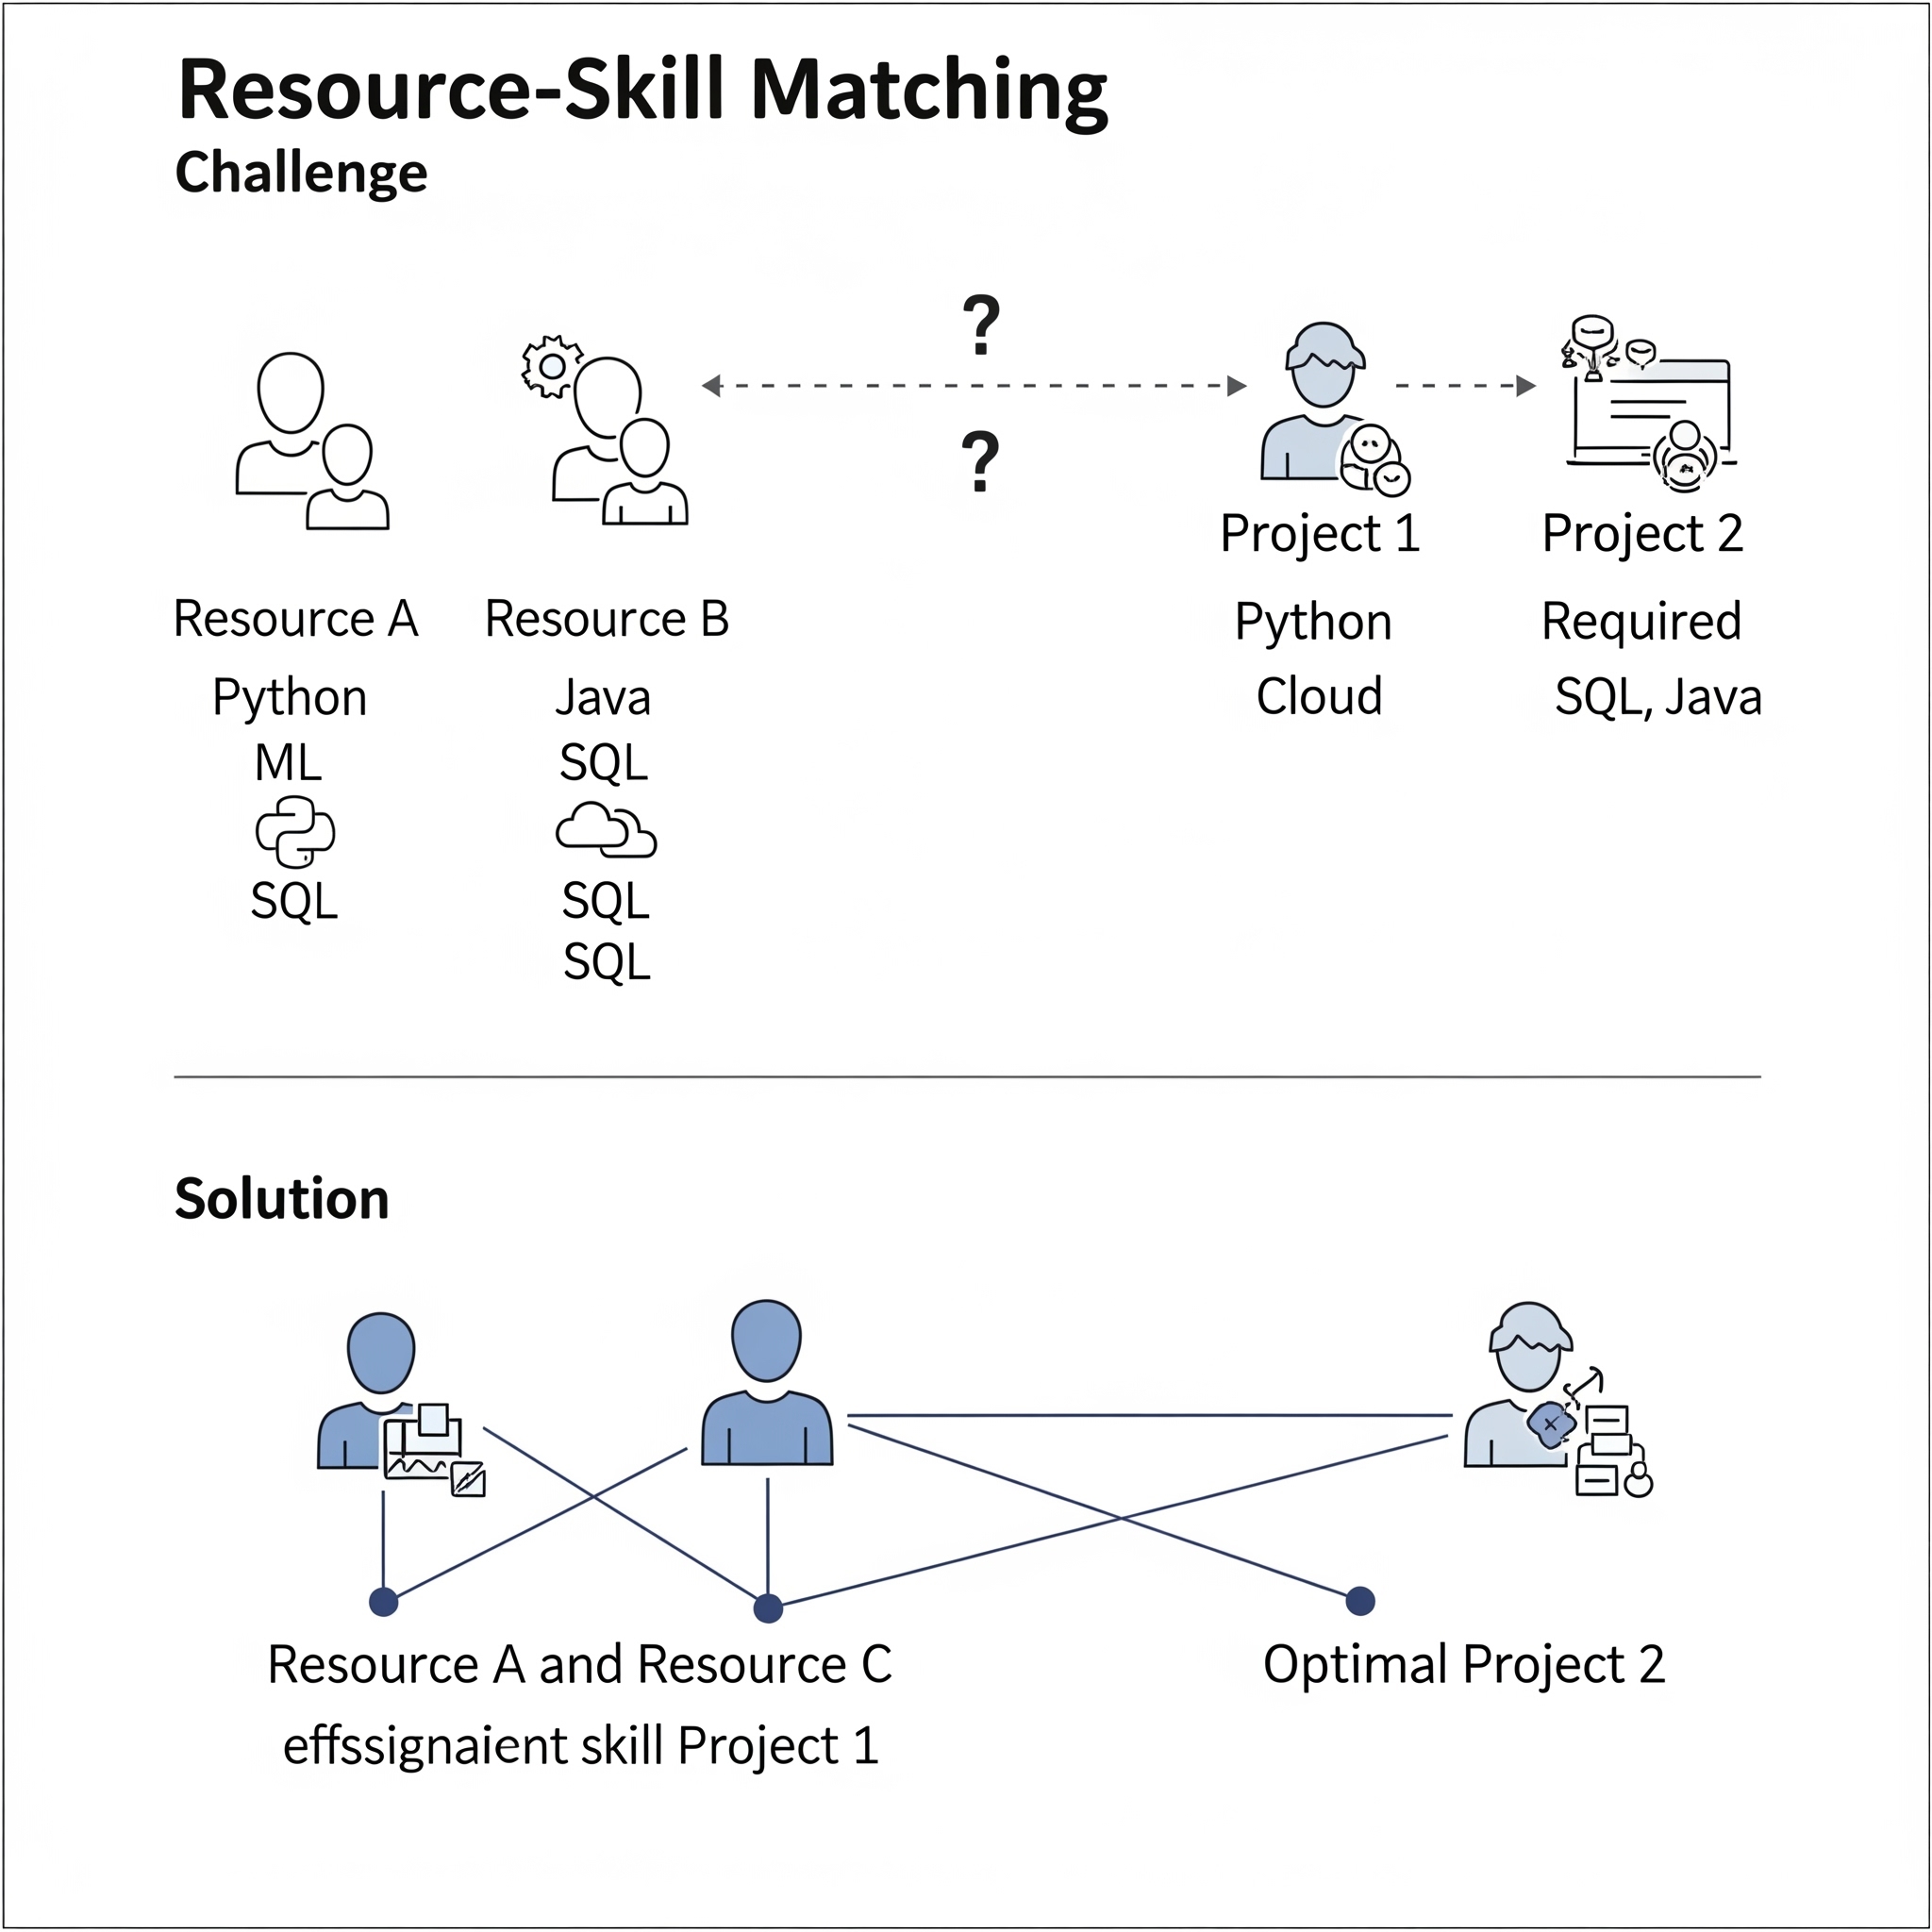 Resource-Skill Matching
Challenge
?
?
Project 1
Project 2
Resource A
Resource B
Python
Required
Python
Java
Cloud
SQL, Java
ML
SQL
SQL
SQL
SQL
Solution
Resource A and Resource C
Optimal Project 2
effssignaient skill Project 1